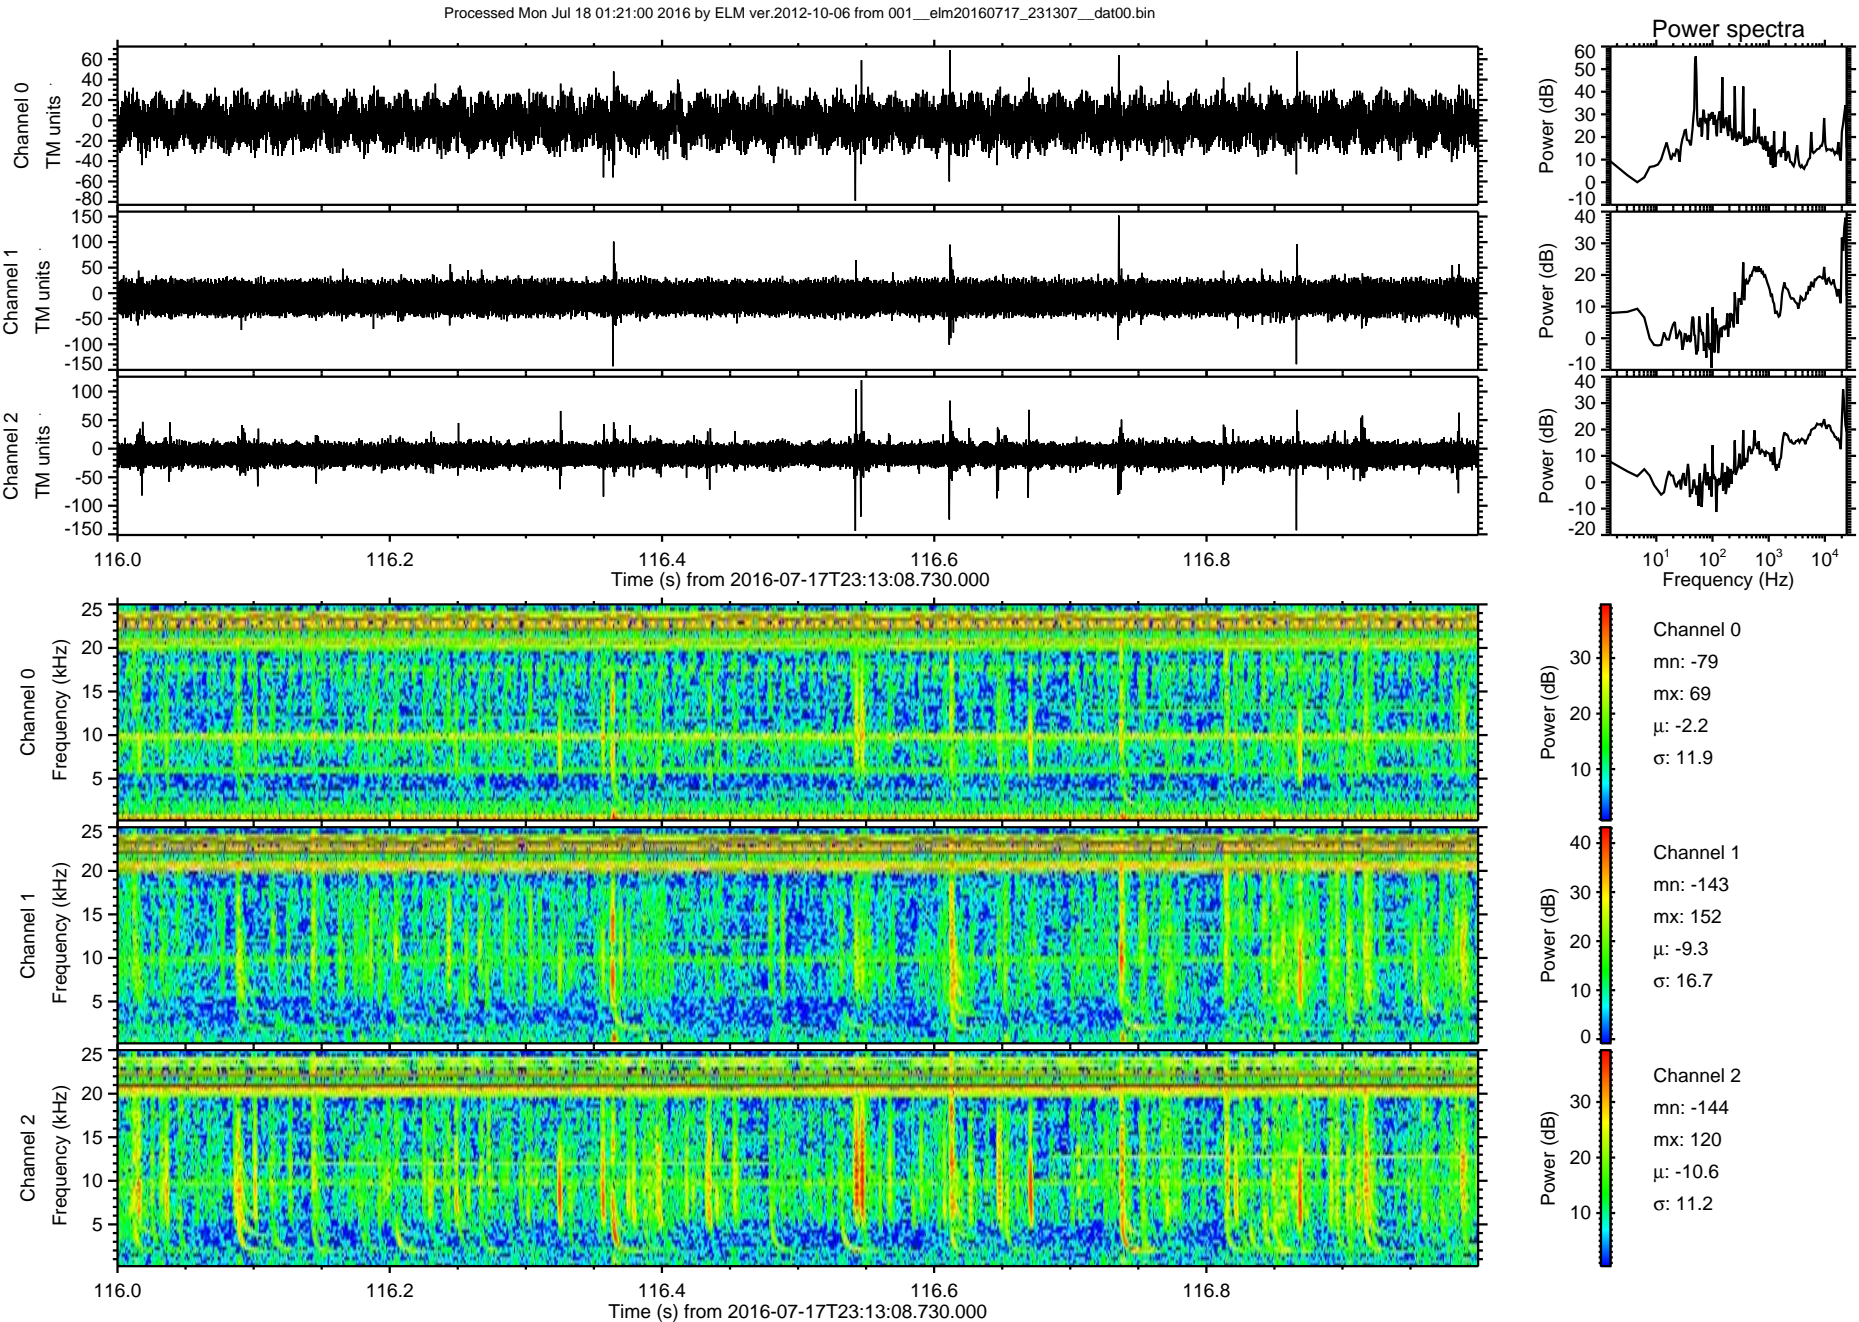 Processed Mon Jul 18 01:21:00 2016 by ELM ver.2012-10-06 from 001__elm20160717_231307__dat00.bin
Power spectra
Channel 0
TM units
60
40
20
0
-20
-40
-60
-80
Power (dB)
60
50
40
30
20
10
0
-10
Channel 1
TM units
150
100
50
0
-50
-100
-150
Power (dB)
40
30
20
10
0
-10
Channel 2
TM units
100
50
0
-50
-100
-150
Power (dB)
40
30
20
10
0
-10
-20
116.0 116.2 116.4 116.6 116.8
Time (s) from 2016-07-17T23:13:08.730.000
10¹ 10² 10³ 10⁴
Frequency (Hz)
Channel 0
Frequency (kHz)
25
20
15
10
5
Power (dB)
30
20
10
Channel 0
mn: -79
mx: 69
μ: -2.2
σ: 11.9
Channel 1
Frequency (kHz)
25
20
15
10
5
Power (dB)
40
30
20
10
0
Channel 1
mn: -143
mx: 152
μ: -9.3
σ: 16.7
Channel 2
Frequency (kHz)
25
20
15
10
5
Power (dB)
30
20
10
Channel 2
mn: -144
mx: 120
μ: -10.6
σ: 11.2
116.0 116.2 116.4 116.6 116.8
Time (s) from 2016-07-17T23:13:08.730.000